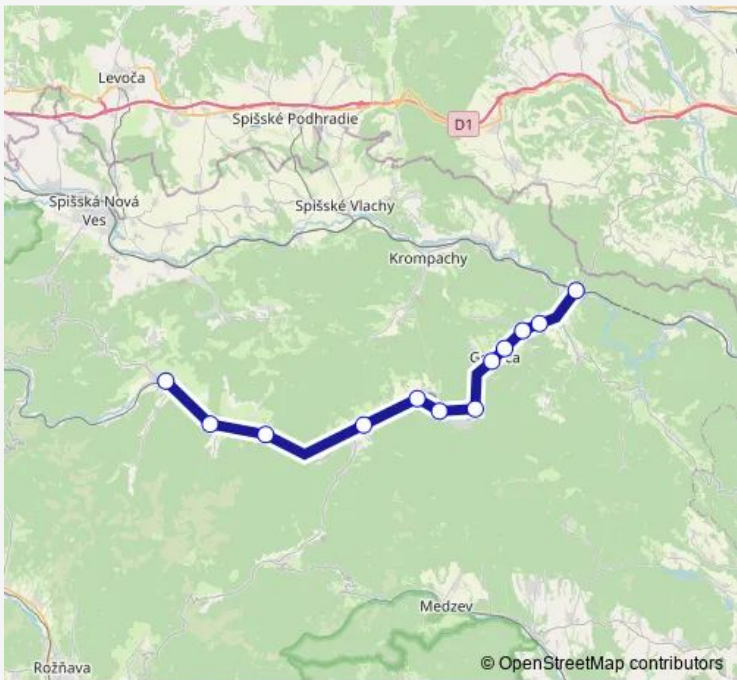 Levoča
Spišské Podhradie
D1
Spišská Nová
Ves
Spišské Vlachy
Krompachy
Medzev
Rožňava
© OpenStreetMap contributors